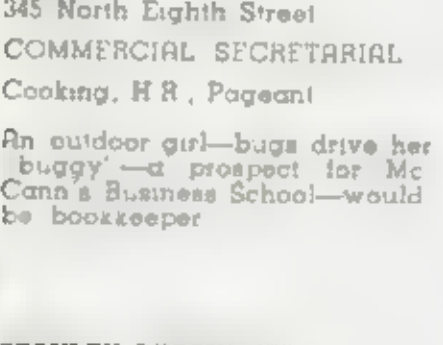 345 North Eighth Street
COMMERCIAL SECRETARIAL
Cooking, H R , Pageant
An outdoor girl—bugs drive her
'buggy'—a prospect for Mc
Cann's Business School—would
be bookkeeper